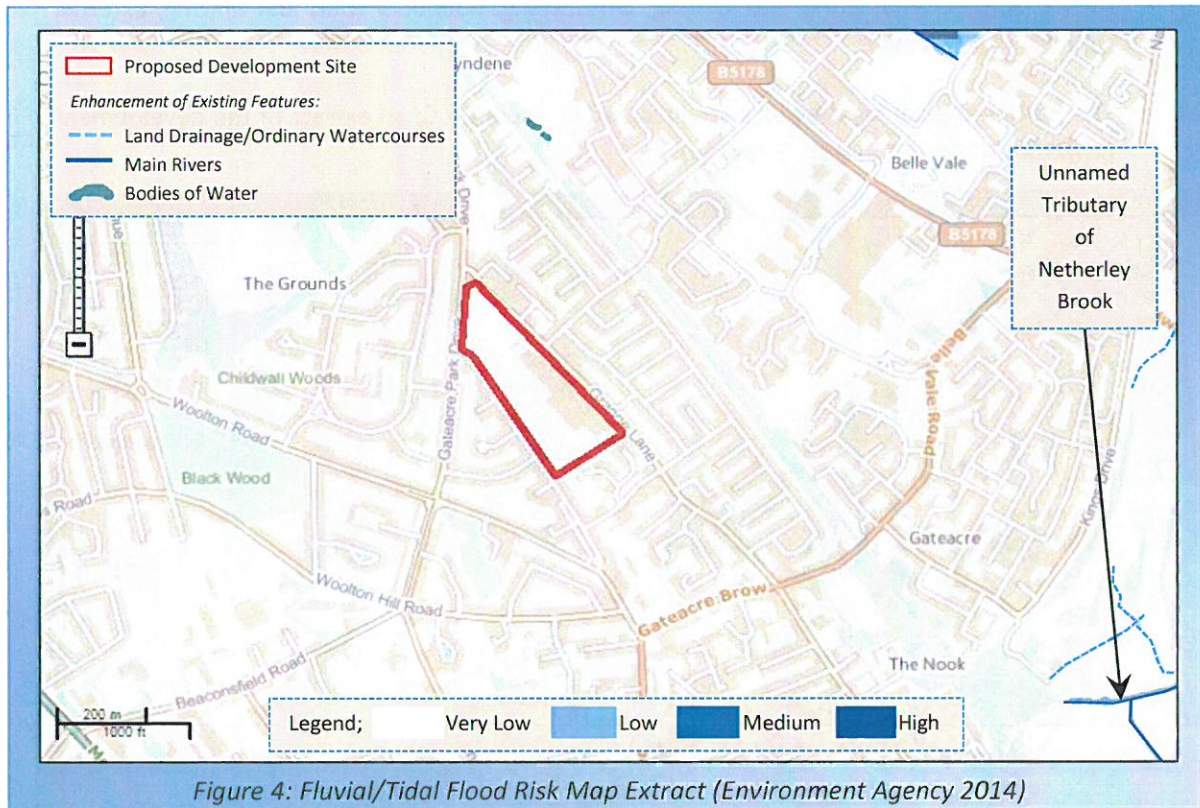 Proposed Development Site
Enhancement of Existing Features:
Land Drainage/Ordinary Watercourses
Main Rivers
Bodies of Water
B5178
Belle Vale
B5178
Unnamed
Tributary
of
Netherley
Brook
The Grounds
Childwall Woods
Gateacre Park Drive
Woolton Road
Black Wood
Lane
Belle Vale Road
Gateacre
Woolton Hill Road
Gateacre Brow
The Nook
Beaconsfield Road
200 m
1000 ft
Legend;
Very Low
Low
Medium
High
Figure 4: Fluvial/Tidal Flood Risk Map Extract (Environment Agency 2014)